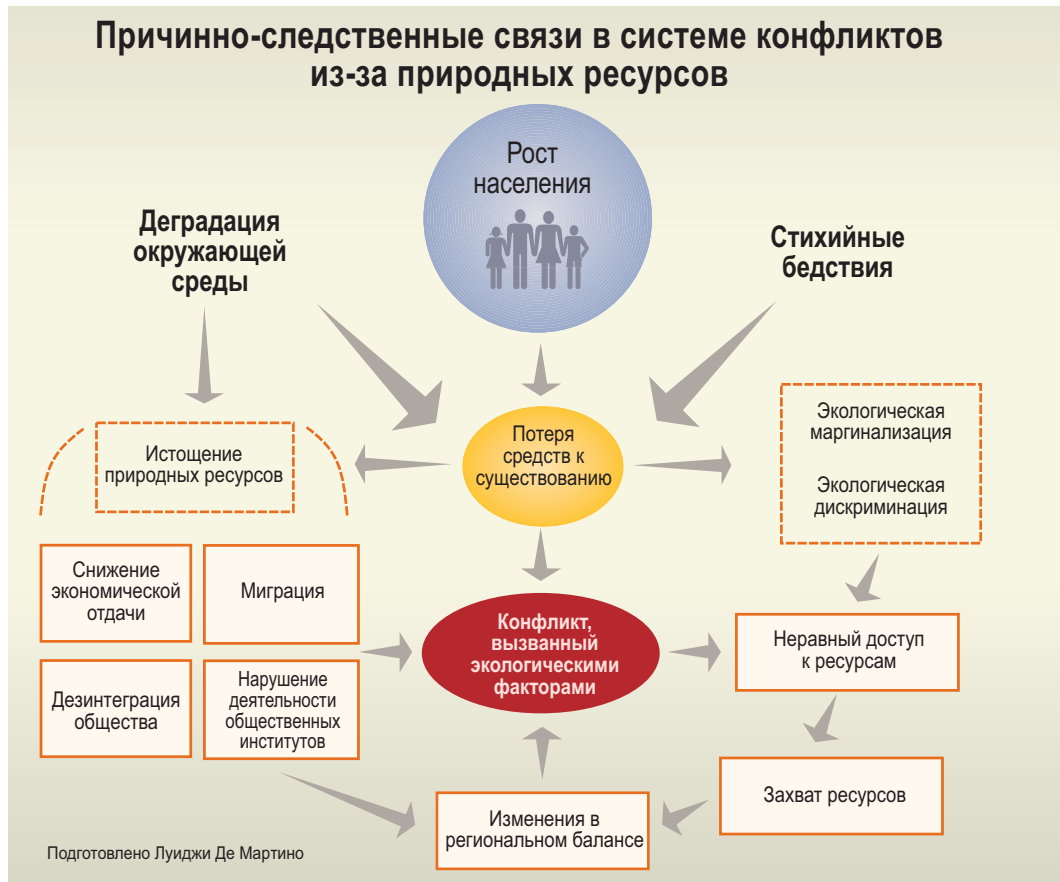 Причинно-следственные связи в системе конфликтов
из-за природных ресурсов
Рост
населения
Деградация
окружающей
среды
Стихийные
бедствия
Истощение
природных ресурсов
Потеря
средств к
существованию
Экологическая
маргинализация
Экологическая
дискриминация
Снижение
экономической
отдачи
Миграция
Конфликт,
вызванный
экологическими
факторами
Неравный доступ
к ресурсам
Дезинтеграция
общества
Нарушение
деятельности
общественных
институтов
Изменения в
региональном балансе
Захват ресурсов
Подготовлено Луиджи Де Мартино